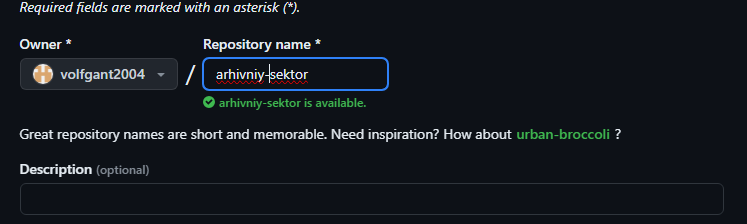 Required fields are marked with an asterisk (*).
Owner * Repository name *
volfgant2004 / arhivniy-sektor
arhivniy-sektor is available.
Great repository names are short and memorable. Need inspiration? How about urban-broccoli ?
Description (optional)